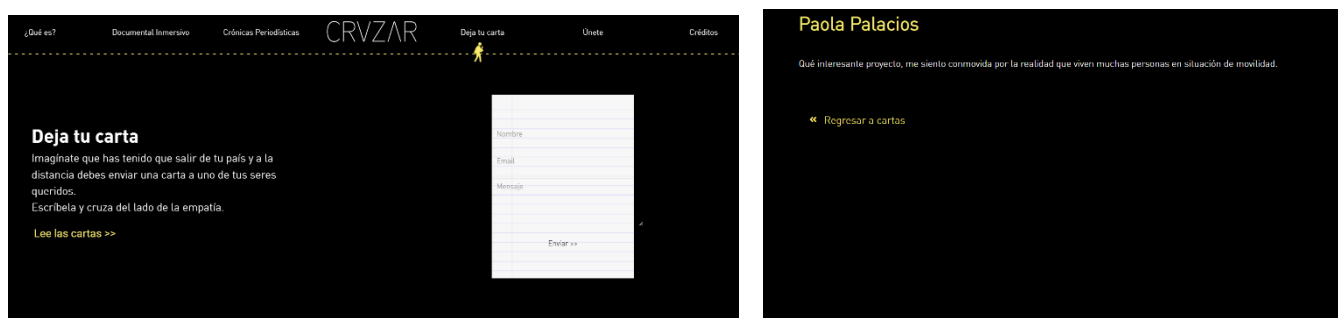 ¿Qué es?
Documental Inmersivo
Crónicas Periodísticas
CRVZΛR
Deja tu carta
Únete
Créditos
Deja tu carta
Imagínate que has tenido que salir de tu país y a la
distancia debes enviar una carta a uno de tus seres
queridos.
Escríbela y cruza del lado de la empatía.
Lee las cartas >>
Nombre
Email
Mensaje
Enviar >>
Paola Palacios
Qué interesante proyecto, me siento conmovida por la realidad que viven muchas personas en situación de movilidad.
« Regresar a cartas